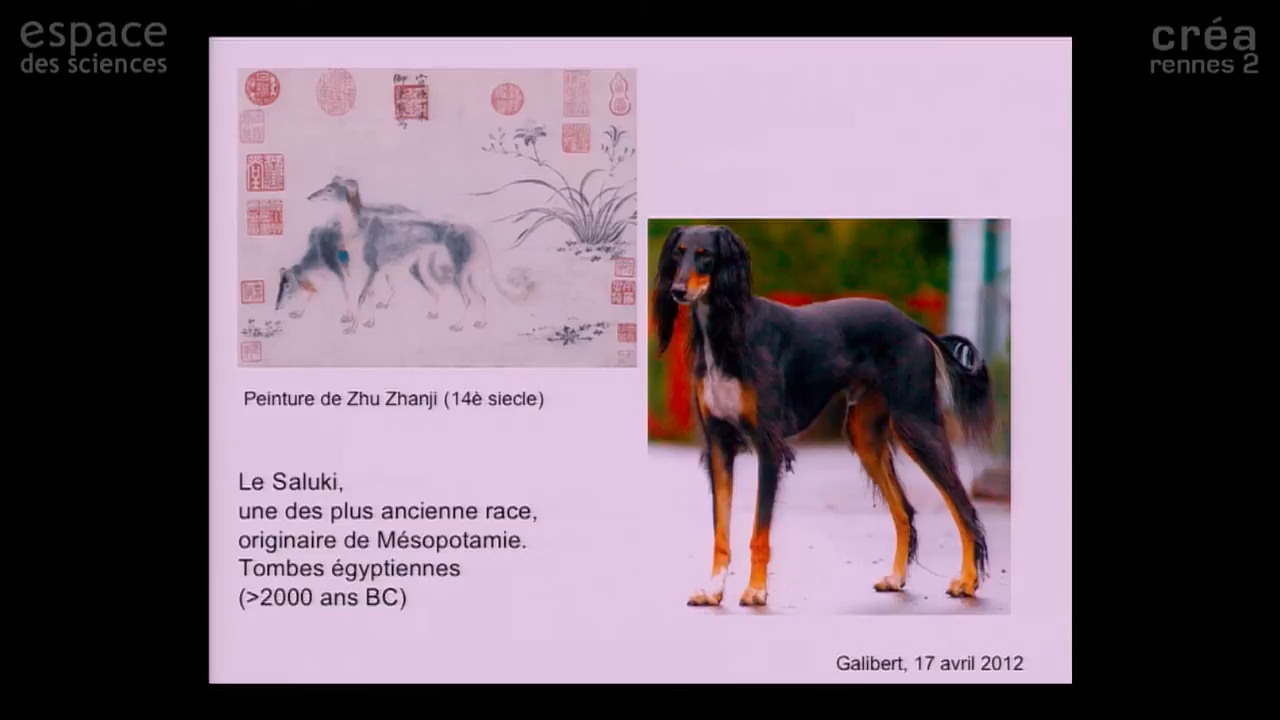 espace
des sciences
créa
rennes 2
Peinture de Zhu Zhanji (14è siecle)
Le Saluki,
une des plus ancienne race,
originaire de Mésopotamie.
Tombes égyptiennes
(>2000 ans BC)
Galibert, 17 avril 2012